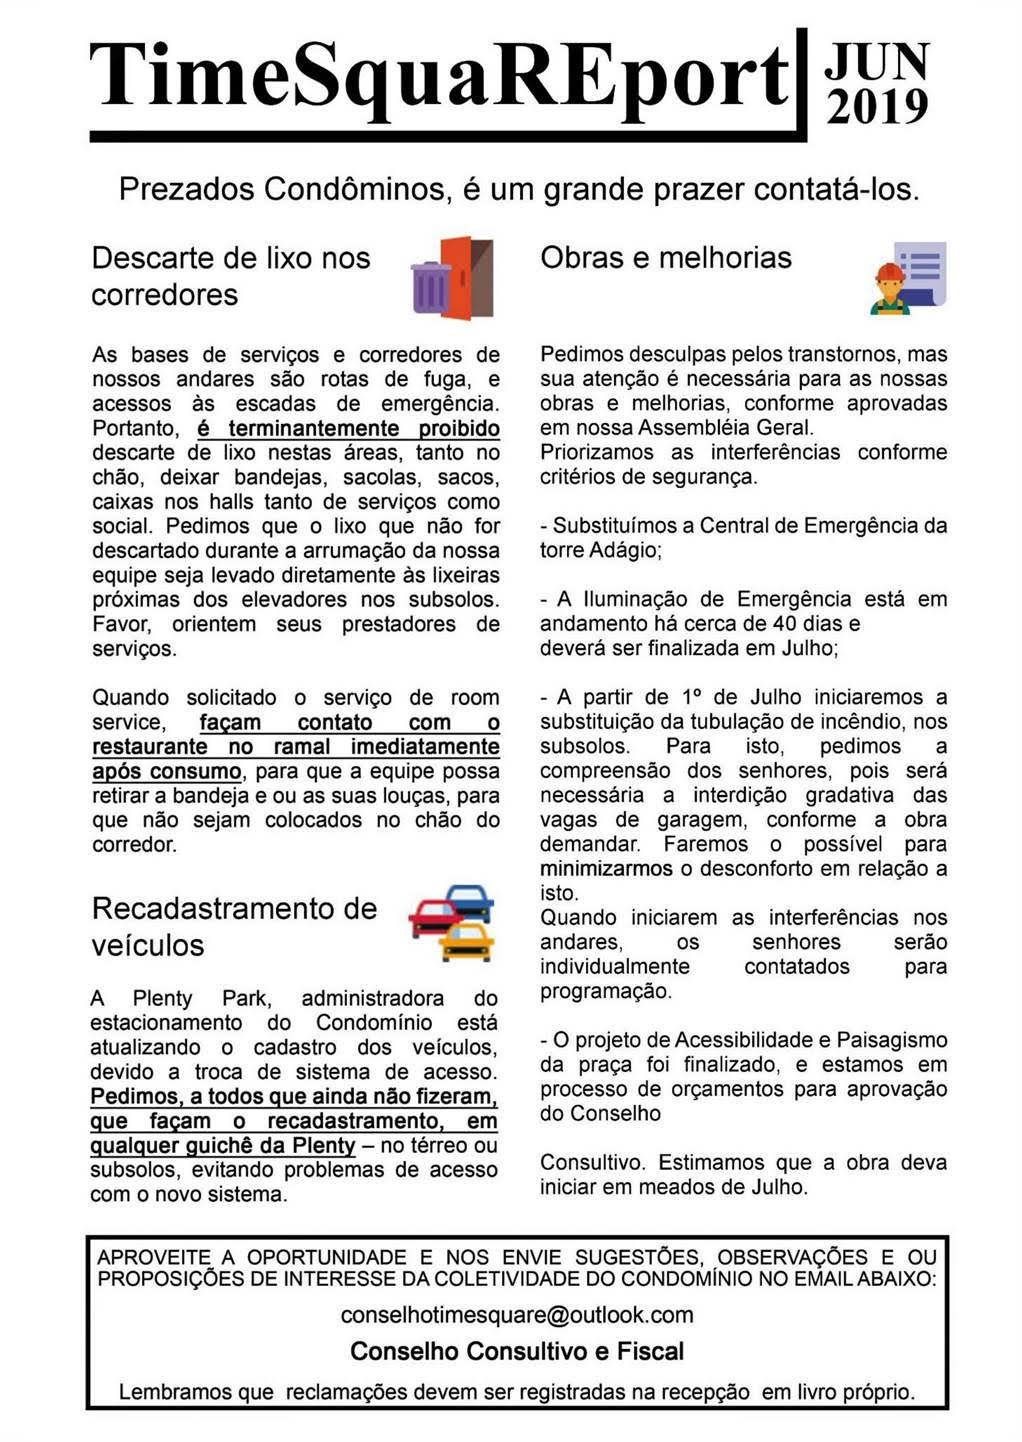 TimeSquaREport
JUN
2019
Prezados Condôminos, é um grande prazer contatá-los.
Descarte de lixo nos
corredores
As bases de serviços e corredores de
nossos andares são rotas de fuga, e
acessos às escadas de emergência.
Portanto, é terminantemente proibido
descarte de lixo nestas áreas, tanto no
chão, deixar bandejas, sacolas, sacos,
caixas nos halls tanto de serviços como
social. Pedimos que o lixo que não for
descartado durante a arrumação da nossa
equipe seja levado diretamente às lixeiras
próximas dos elevadores nos subsolos.
Favor, orientem seus prestadores de
serviços.
Quando solicitado o serviço de room
service, façam contato com o
restaurante no ramal imediatamente
após consumo, para que a equipe possa
retirar a bandeja e ou as suas louças, para
que não sejam colocados no chão do
corredor.
Recadastramento de
veículos
A Plenty Park, administradora do
estacionamento do Condomínio está
atualizando o cadastro dos veículos,
devido a troca de sistema de acesso.
Pedimos, a todos que ainda não fizeram,
que façam o recadastramento, em
qualquer guichê da Plenty – no térreo ou
subsolos, evitando problemas de acesso
com o novo sistema.
Obras e melhorias
Pedimos desculpas pelos transtornos, mas
sua atenção é necessária para as nossas
obras e melhorias, conforme aprovadas
em nossa Assembléia Geral.
Priorizamos as interferências conforme
critérios de segurança.
- Substituímos a Central de Emergência da
torre Adágio;
- A Iluminação de Emergência está em
andamento há cerca de 40 dias e
deverá ser finalizada em Julho;
- A partir de 1º de Julho iniciaremos a
substituição da tubulação de incêndio, nos
subsolos. Para isto, pedimos a
compreensão dos senhores, pois será
necessária a interdição gradativa das
vagas de garagem, conforme a obra
demandar. Faremos o possível para
minimizarmos o desconforto em relação a
isto.
Quando iniciarem as interferências nos
andares, os senhores serão
individualmente contatados para
programação.
- O projeto de Acessibilidade e Paisagismo
da praça foi finalizado, e estamos em
processo de orçamentos para aprovação
do Conselho
Consultivo. Estimamos que a obra deva
iniciar em meados de Julho.
APROVEITE A OPORTUNIDADE E NOS ENVIE SUGESTÕES, OBSERVAÇÕES E OU
PROPOSIÇÕES DE INTERESSE DA COLETIVIDADE DO CONDOMÍNIO NO EMAIL ABAIXO:
conselhotimesquare@outlook.com
Conselho Consultivo e Fiscal
Lembramos que reclamações devem ser registradas na recepção em livro próprio.